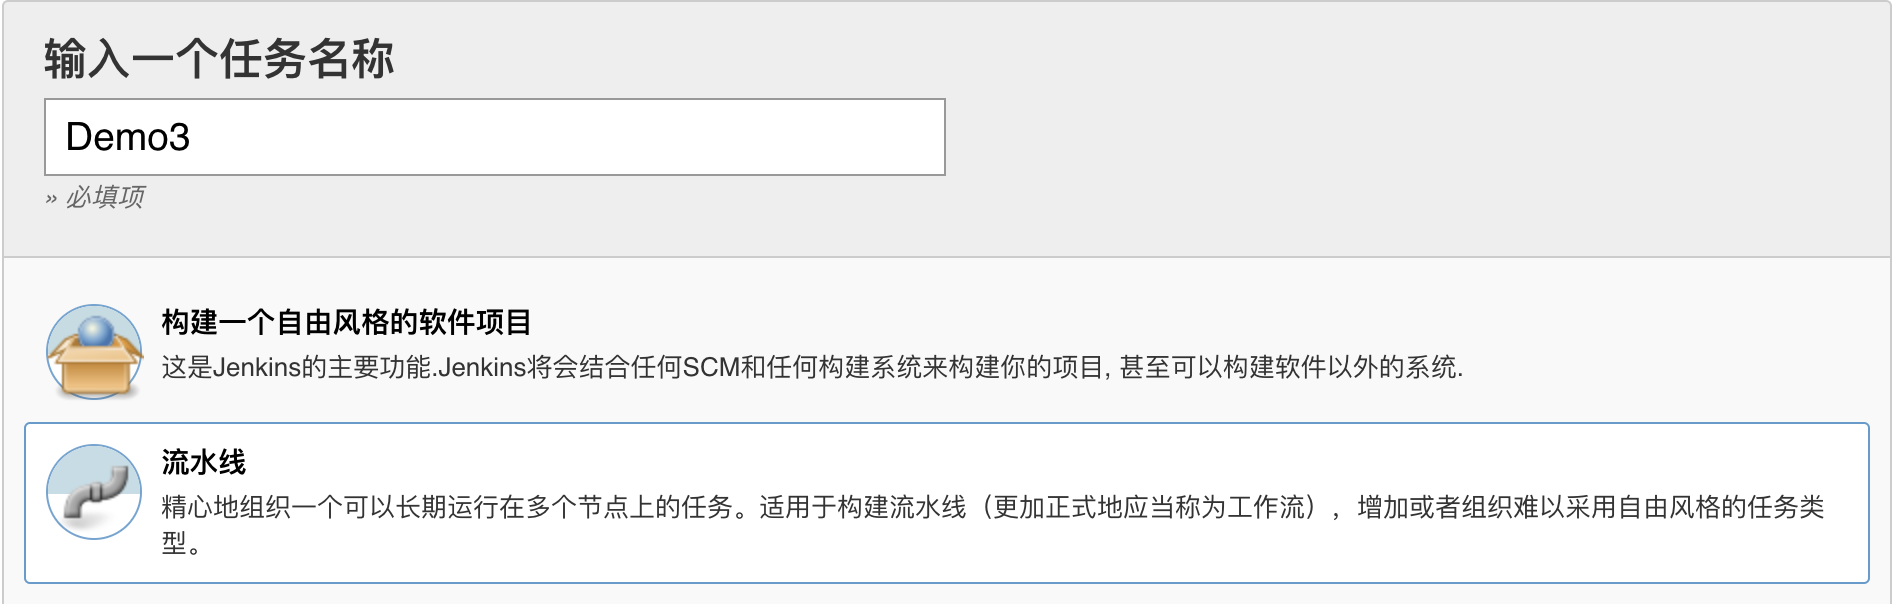 输入一个任务名称
Demo3
» 必填项
构建一个自由风格的软件项目
这是Jenkins的主要功能.Jenkins将会结合任何SCM和任何构建系统来构建你的项目, 甚至可以构建软件以外的系统.
流水线
精心地组织一个可以长期运行在多个节点上的任务。适用于构建流水线（更加正式地应当称为工作流），增加或者组织难以采用自由风格的任务类
型。